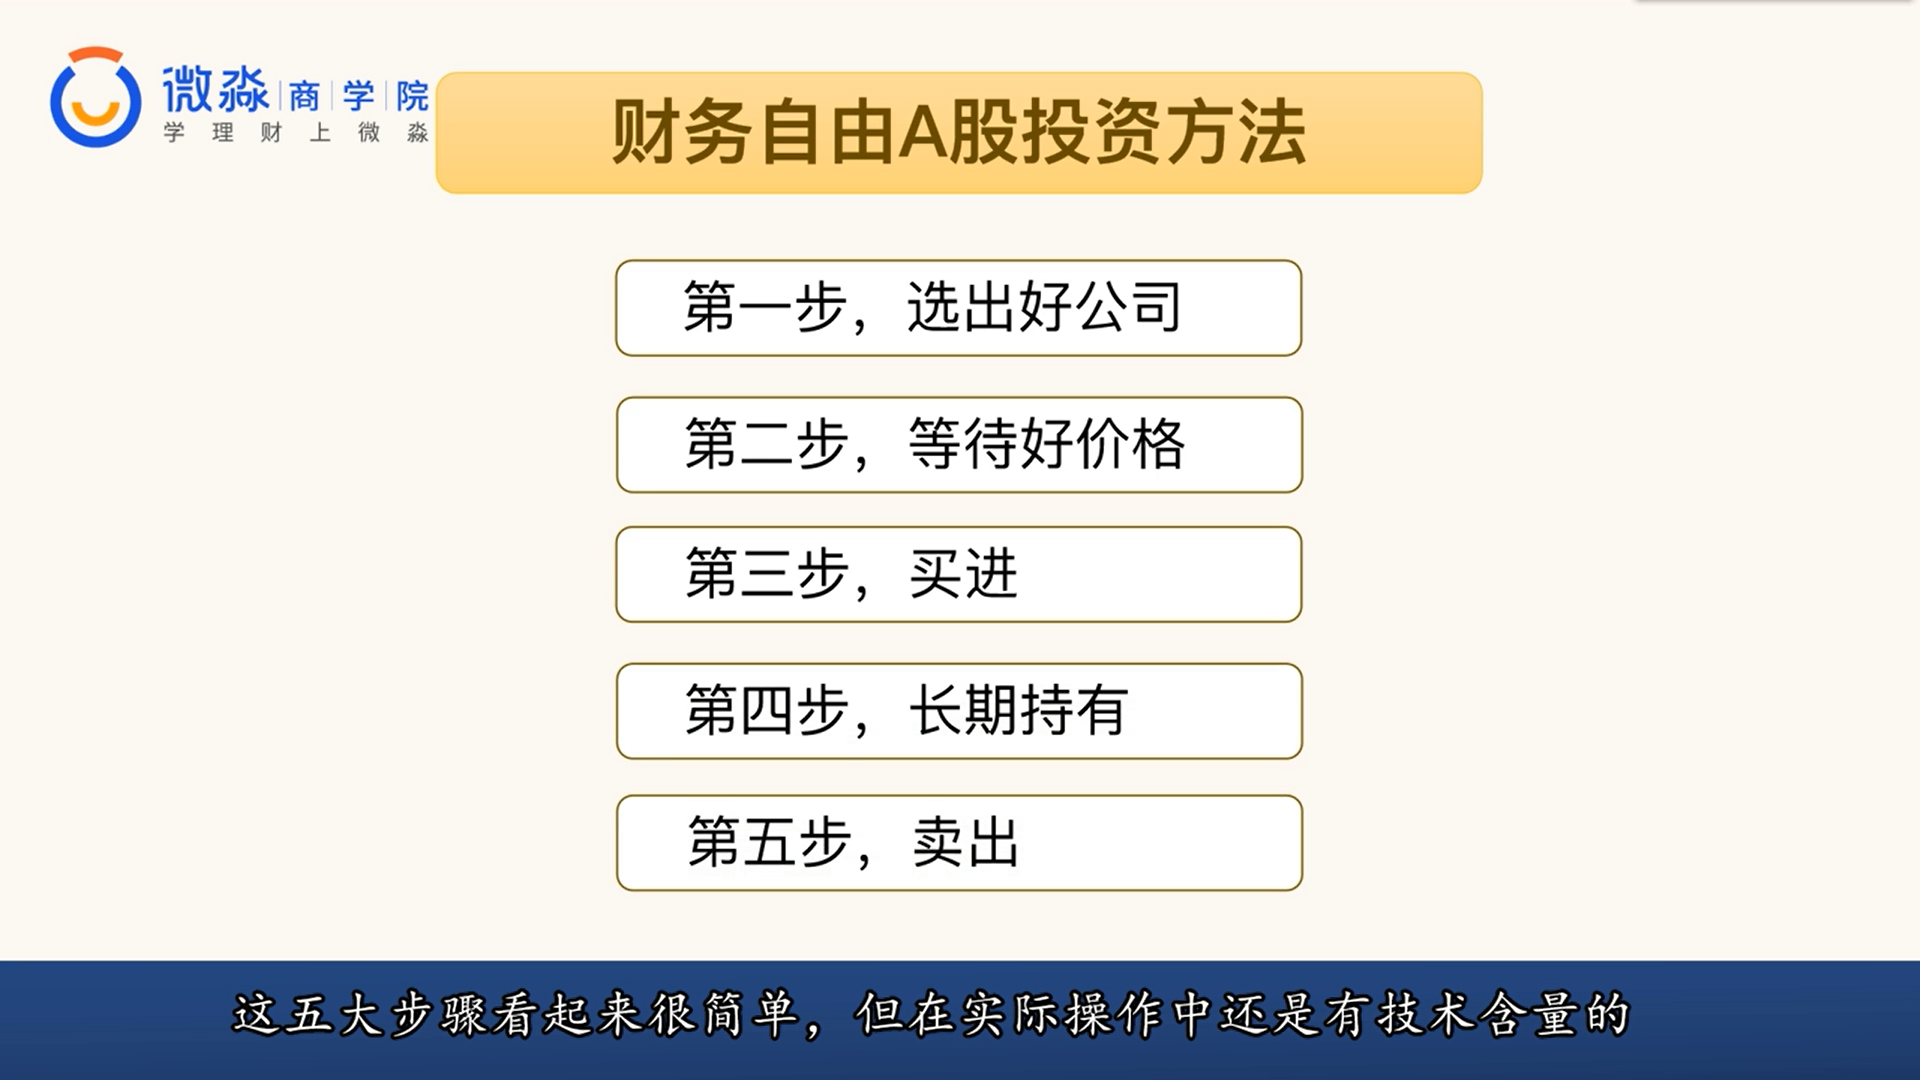 微淼商学院
学理财上微淼
财务自由A股投资方法
第一步，选出好公司
第二步，等待好价格
第三步，买进
第四步，长期持有
第五步，卖出
这五大步骤看起来很简单，但在实际操作中还是有技术含量的